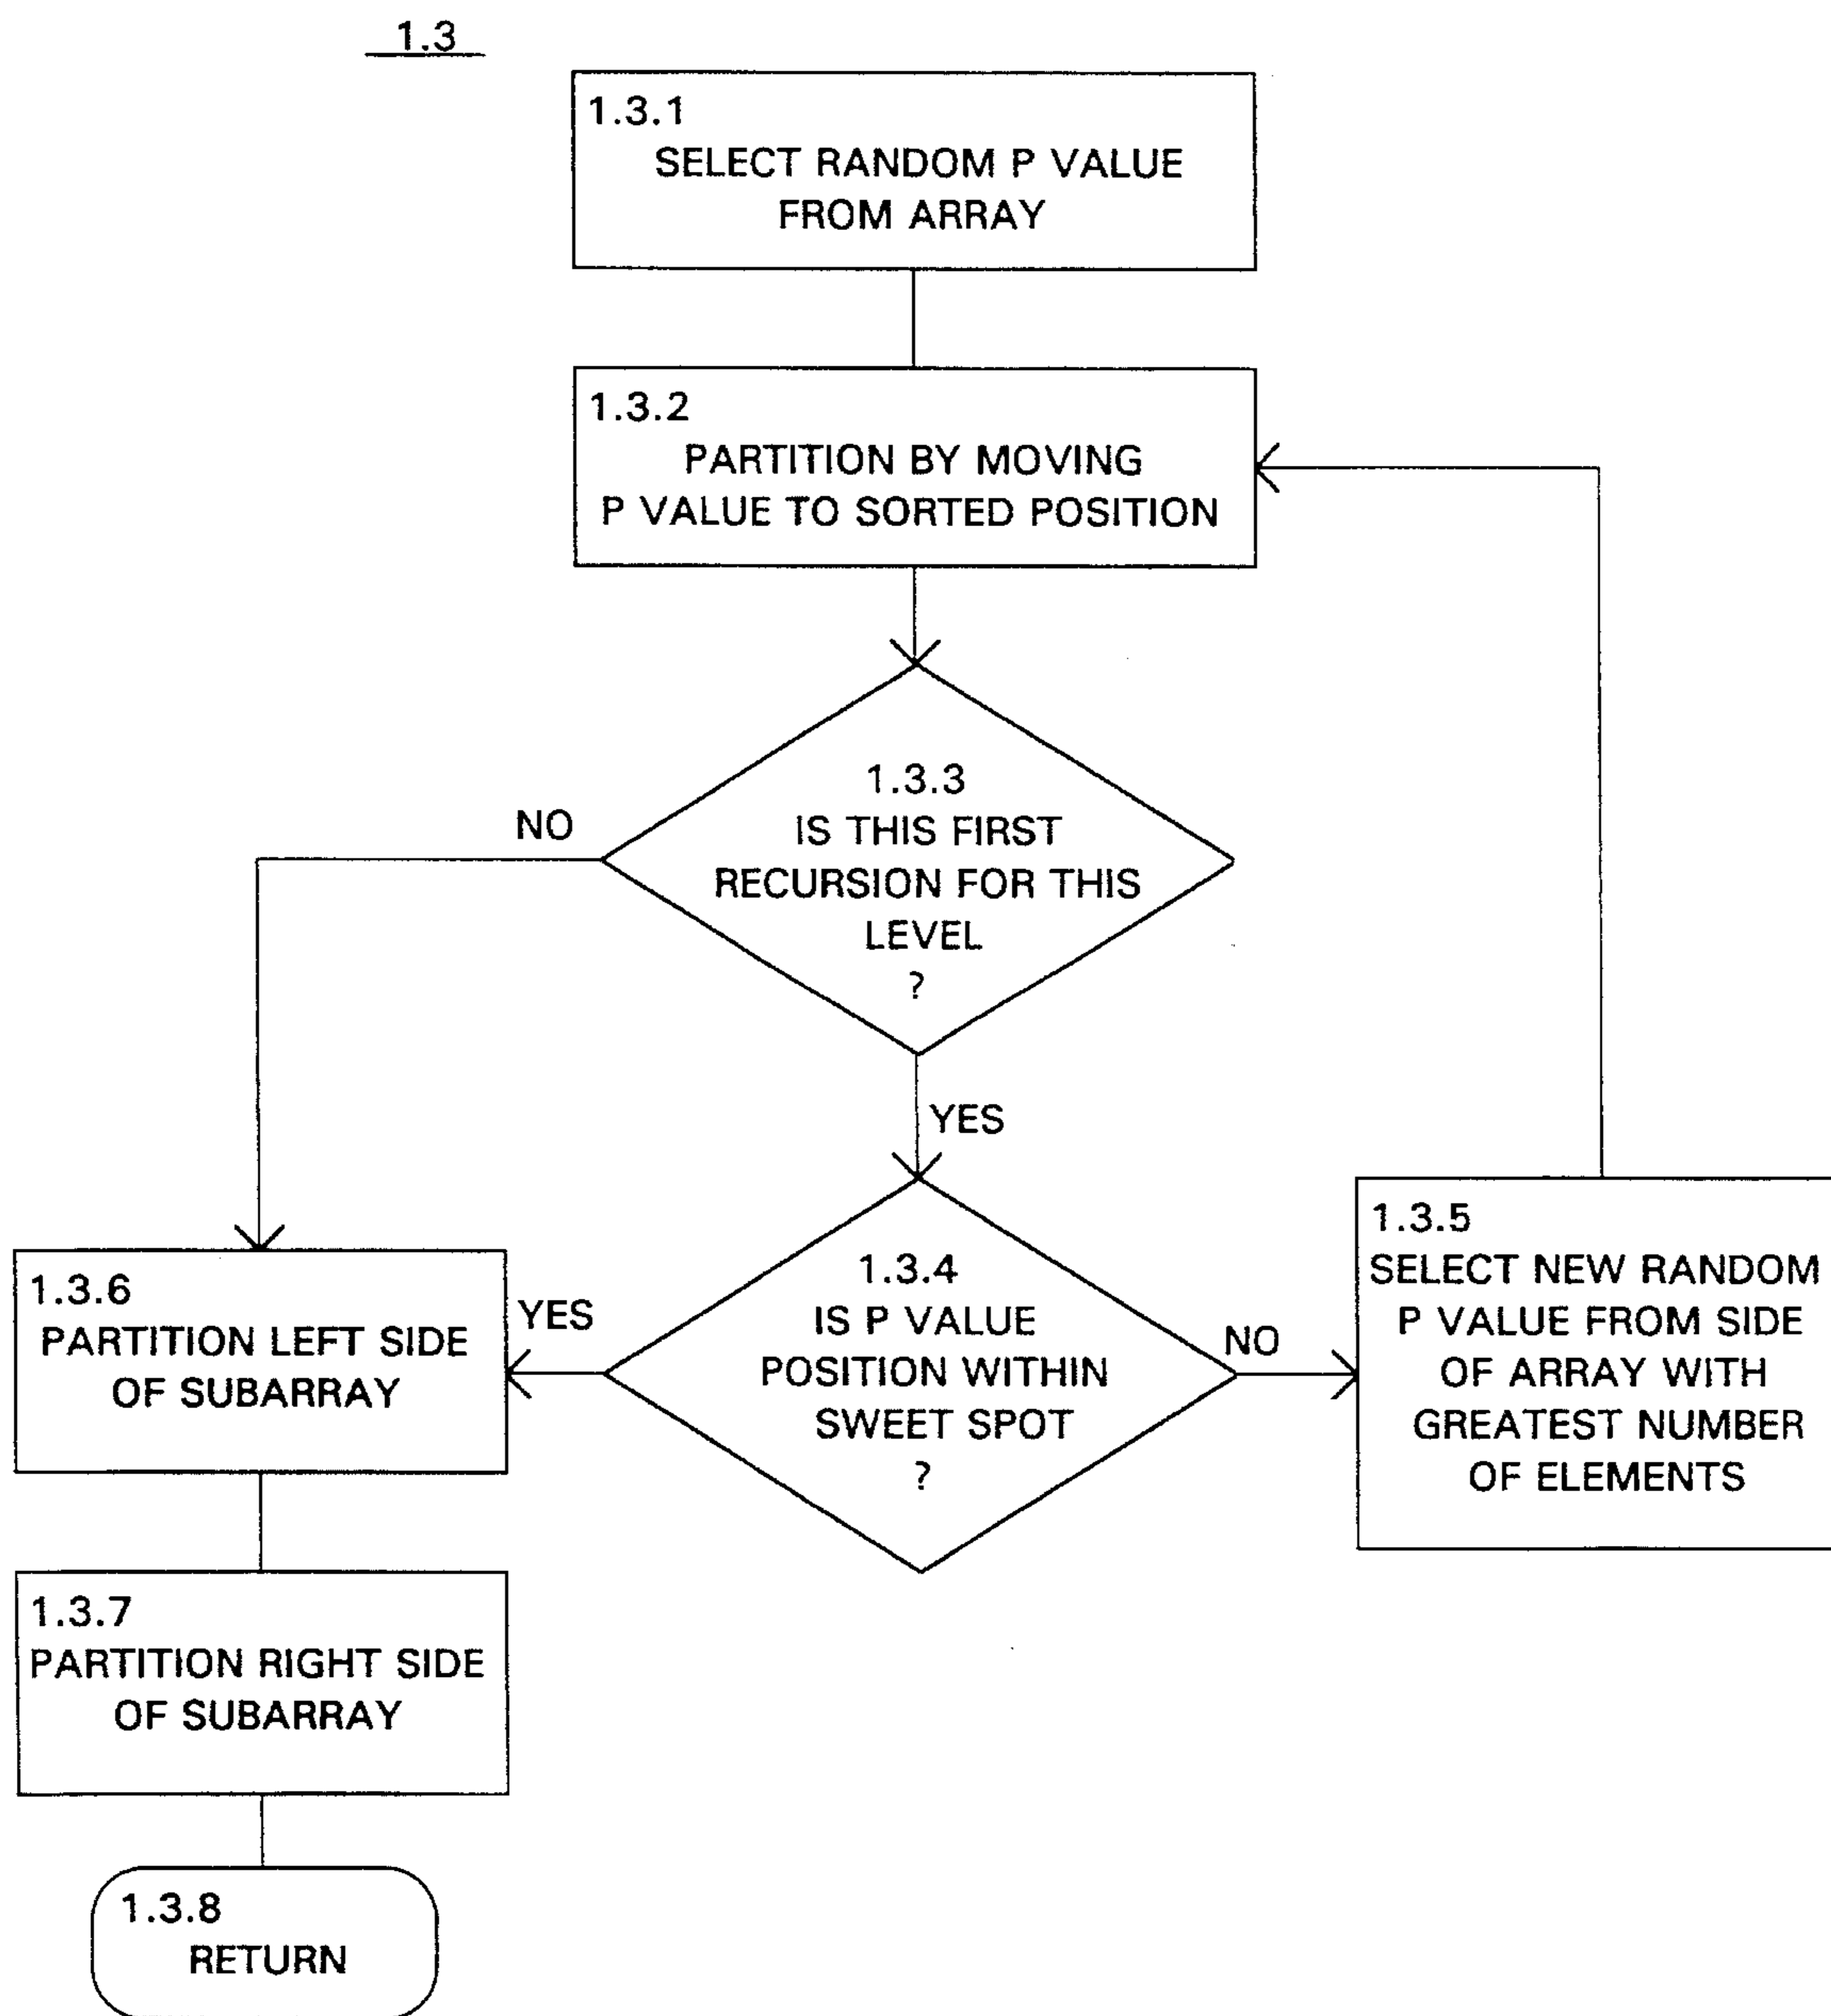 1.3
1.3.1
SELECT RANDOM P VALUE
FROM ARRAY
1.3.2
PARTITION BY MOVING
P VALUE TO SORTED POSITION
1.3.3
IS THIS FIRST
RECURSION FOR THIS
LEVEL
?
NO
YES
1.3.4
IS P VALUE
POSITION WITHIN
SWEET SPOT
?
YES
NO
1.3.5
SELECT NEW RANDOM
P VALUE FROM SIDE
OF ARRAY WITH
GREATEST NUMBER
OF ELEMENTS
1.3.6
PARTITION LEFT SIDE
OF SUBARRAY
1.3.7
PARTITION RIGHT SIDE
OF SUBARRAY
1.3.8
RETURN